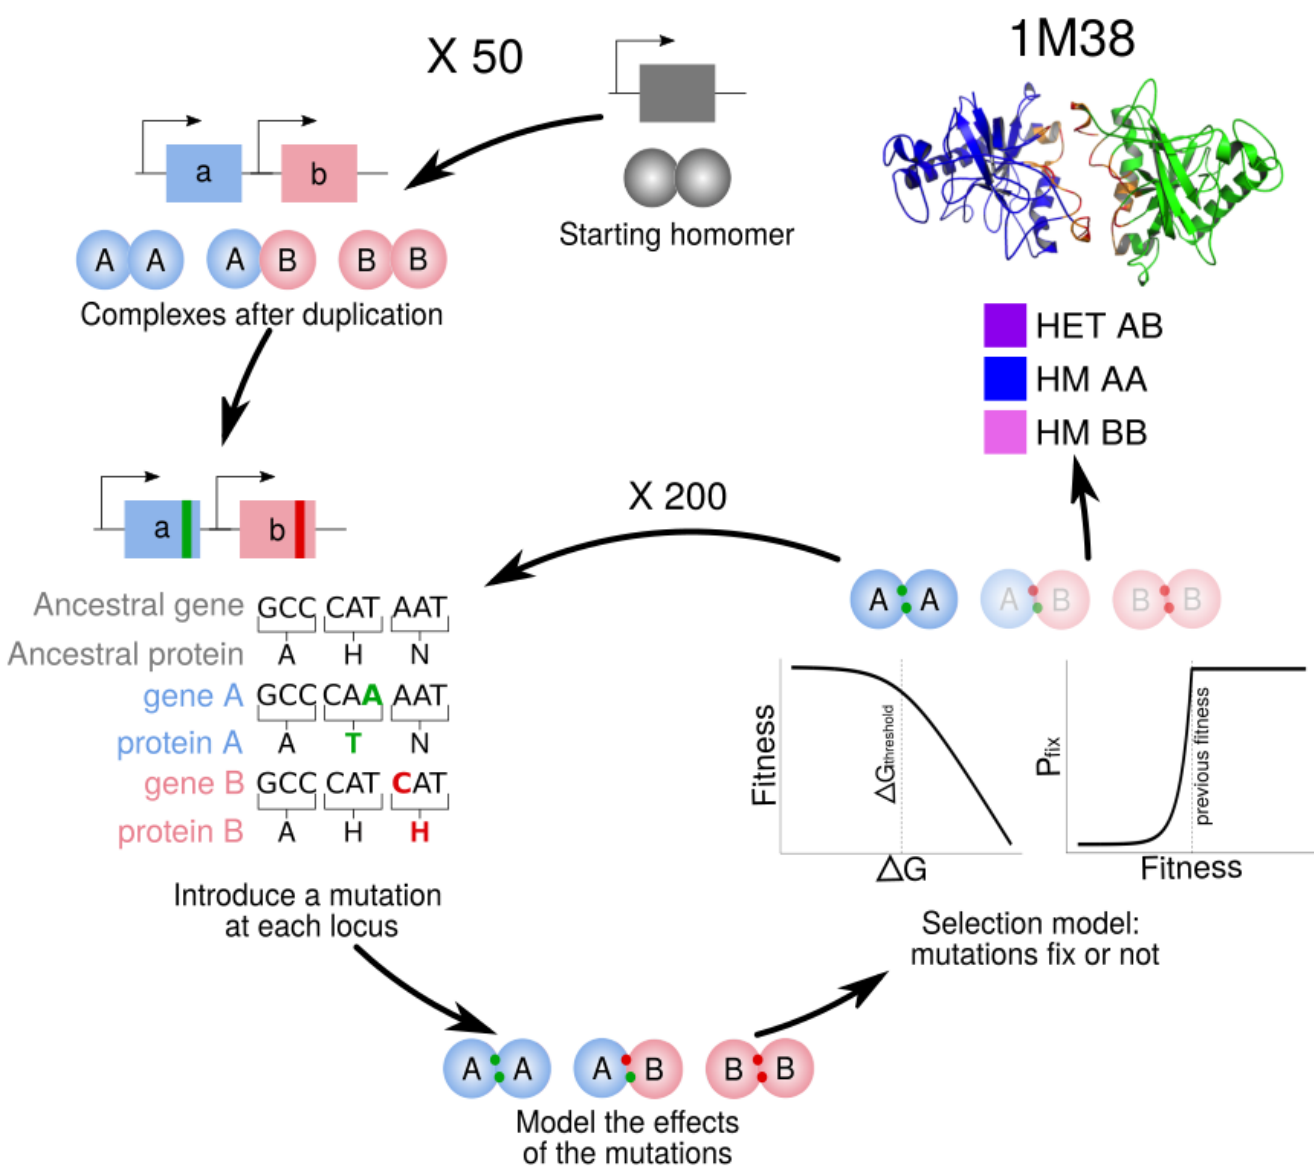 X 50
1M38
a b
Starting homomer
A A A B B B
Complexes after duplication
HET AB
HM AA
HM BB
a b
X 200
A A A B B B
Ancestral gene GCC CAT AAT
Ancestral protein A H N
gene A GCC CAA AAT
protein A A T N
gene B GCC CAT CAT
protein B A H H
Introduce a mutation
at each locus
Fitness
ΔGthreshold
ΔG
Pfix
previous fitness
Fitness
Selection model:
mutations fix or not
A A A B B B
Model the effects
of the mutations